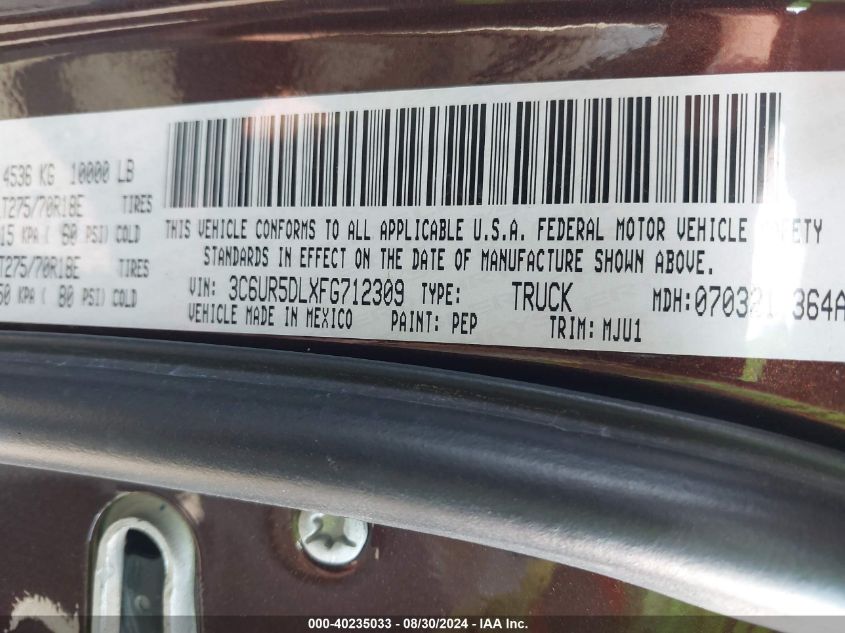 4536 KG 10000 LB
T275/70R18E TIRES
15 KPA ( 80 PSI) COLD
T275/70R18E TIRES
50 KPA ( 80 PSI) COLD
THIS VEHICLE CONFORMS TO ALL APPLICABLE U.S.A. FEDERAL MOTOR VEHICLE SAFETY
STANDARDS IN EFFECT ON THE DATE OF MANUFACTURE SHOWN ABOVE.
VIN: 3C6UR5DLXFG712309 TYPE: TRUCK MDH:
VEHICLE MADE IN MEXICO PAINT: PEP TRIM: MJU1
000-40235033 - 08/30/2024 - IAAI Inc.